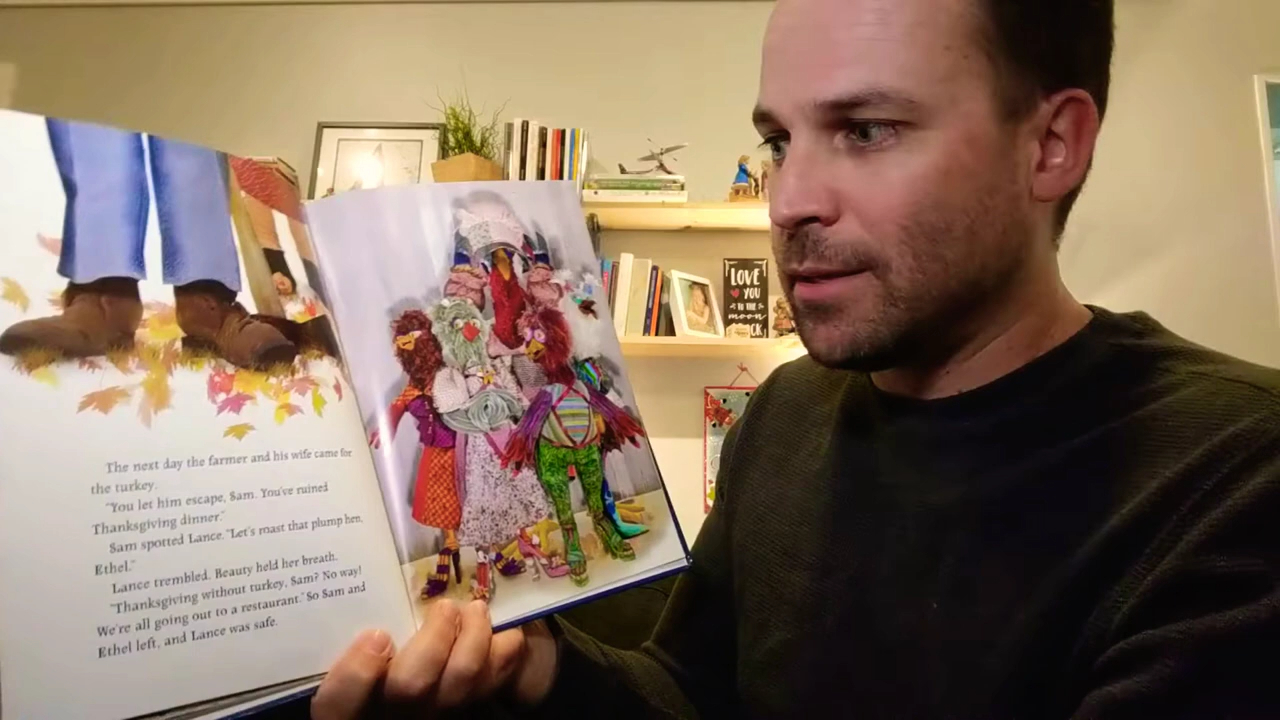 The next day the farmer and his wife came for
the turkey.
"You let him escape, Sam. You've ruined
Thanksgiving dinner."
Sam spotted Lance. "Let's roast that plump hen,
Ethel."
Lance trembled. Beauty held her breath.
"Thanksgiving without turkey, Sam? No way!
We're all going out to a restaurant." So Sam and
Ethel left, and Lance was safe.
LOVE
YOU
TO THE
moon